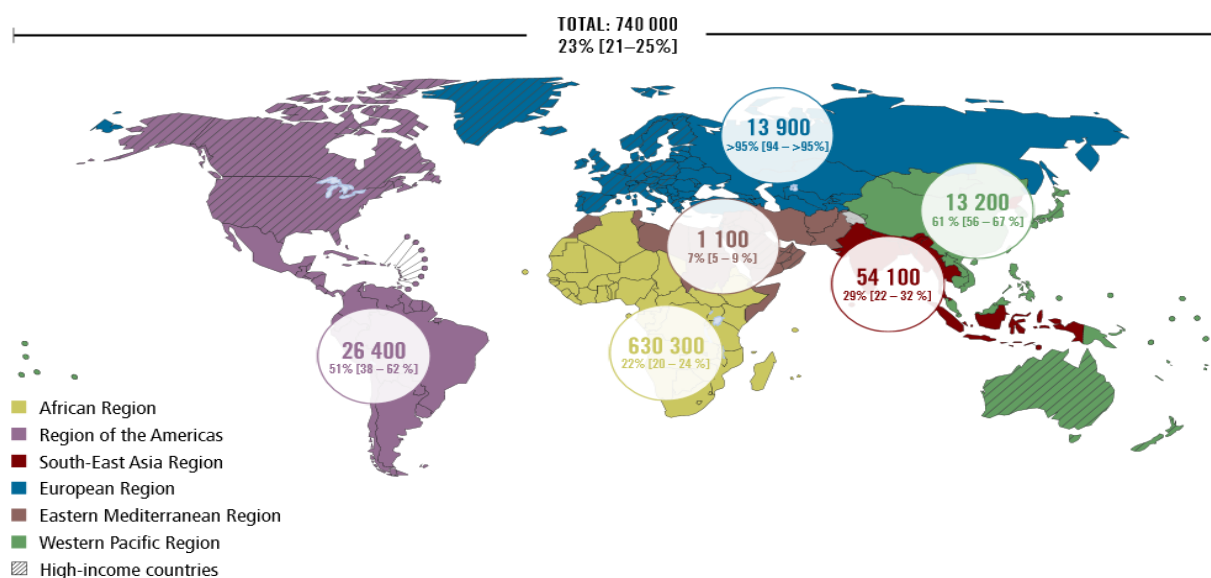 TOTAL: 740 000
23% [21–25%]
13 900
>95% [94 – >95%]
13 200
61 % [56 – 67 %]
1 100
7% [5 – 9 %]
54 100
29% [22 – 32 %]
26 400
51% [38 – 62 %]
630 300
22% [20 – 24 %]
African Region
Region of the Americas
South-East Asia Region
European Region
Eastern Mediterranean Region
Western Pacific Region
High-income countries